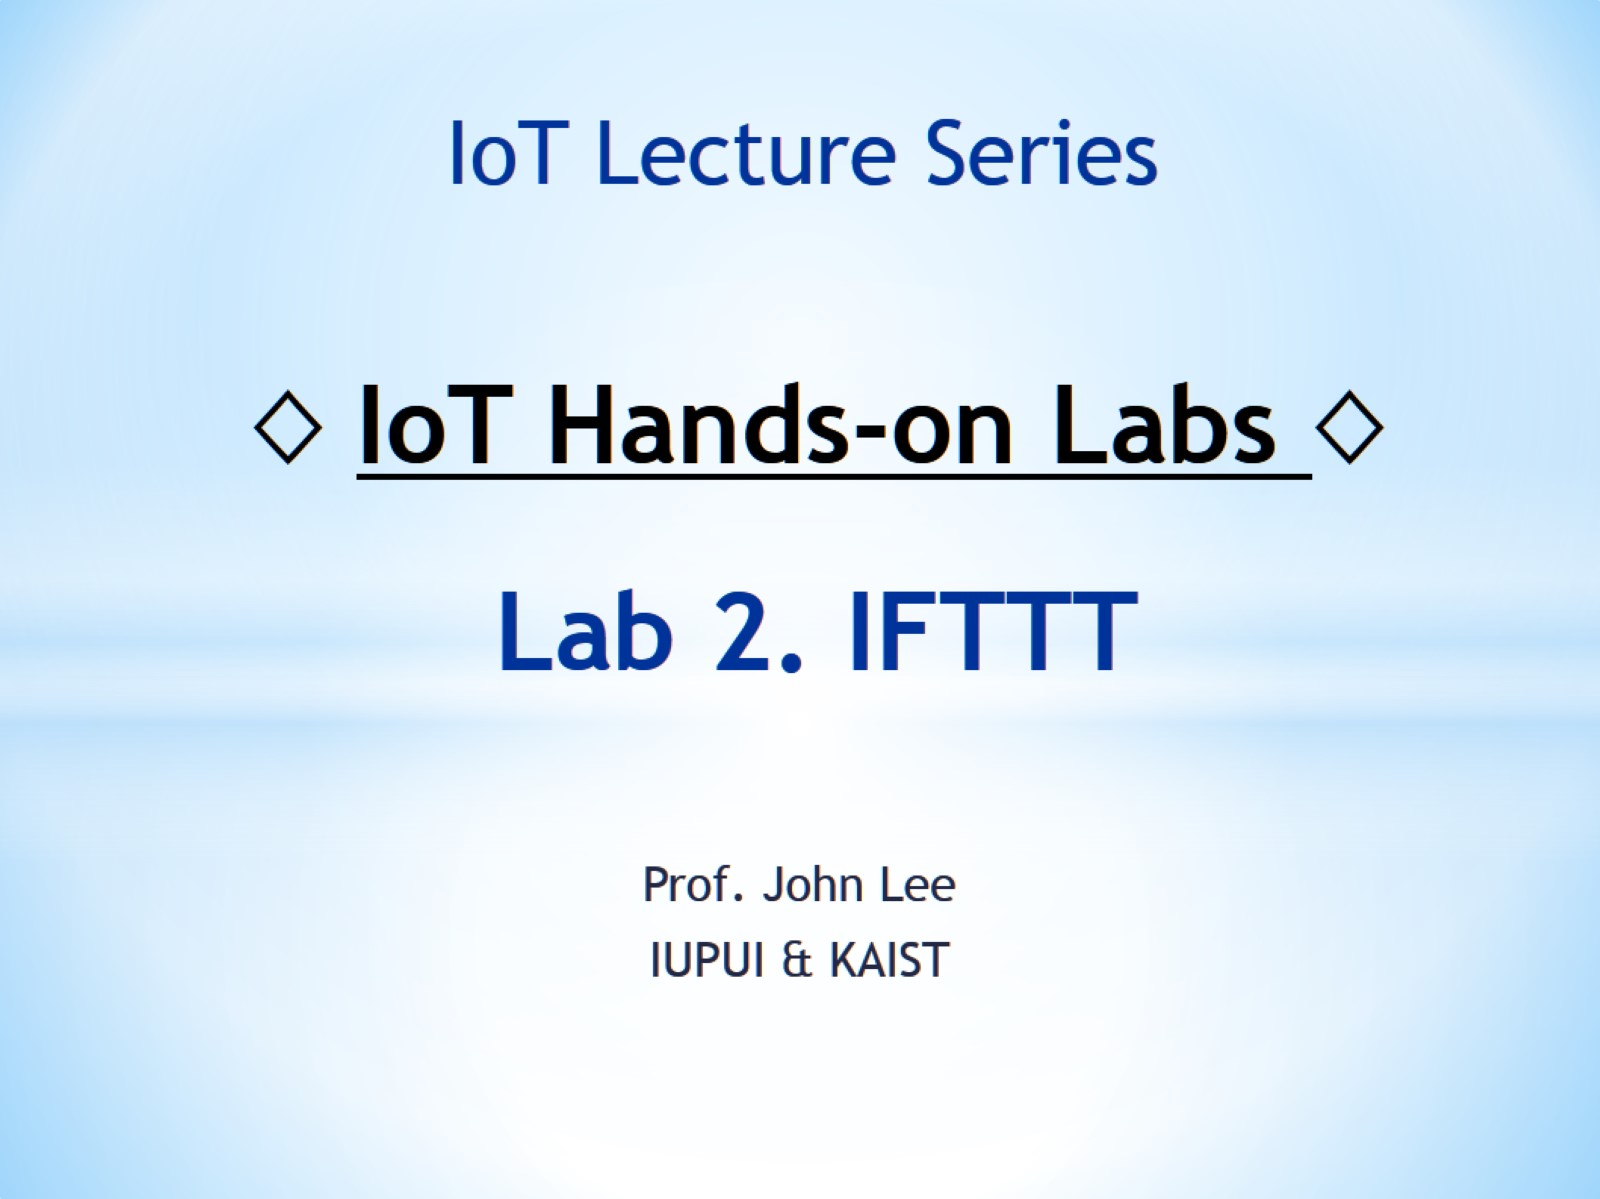 IoT Lecture Series
◇ IoT Hands-on Labs ◇
Lab 2. IFTTT
Prof. John Lee
IUPUI & KAIST